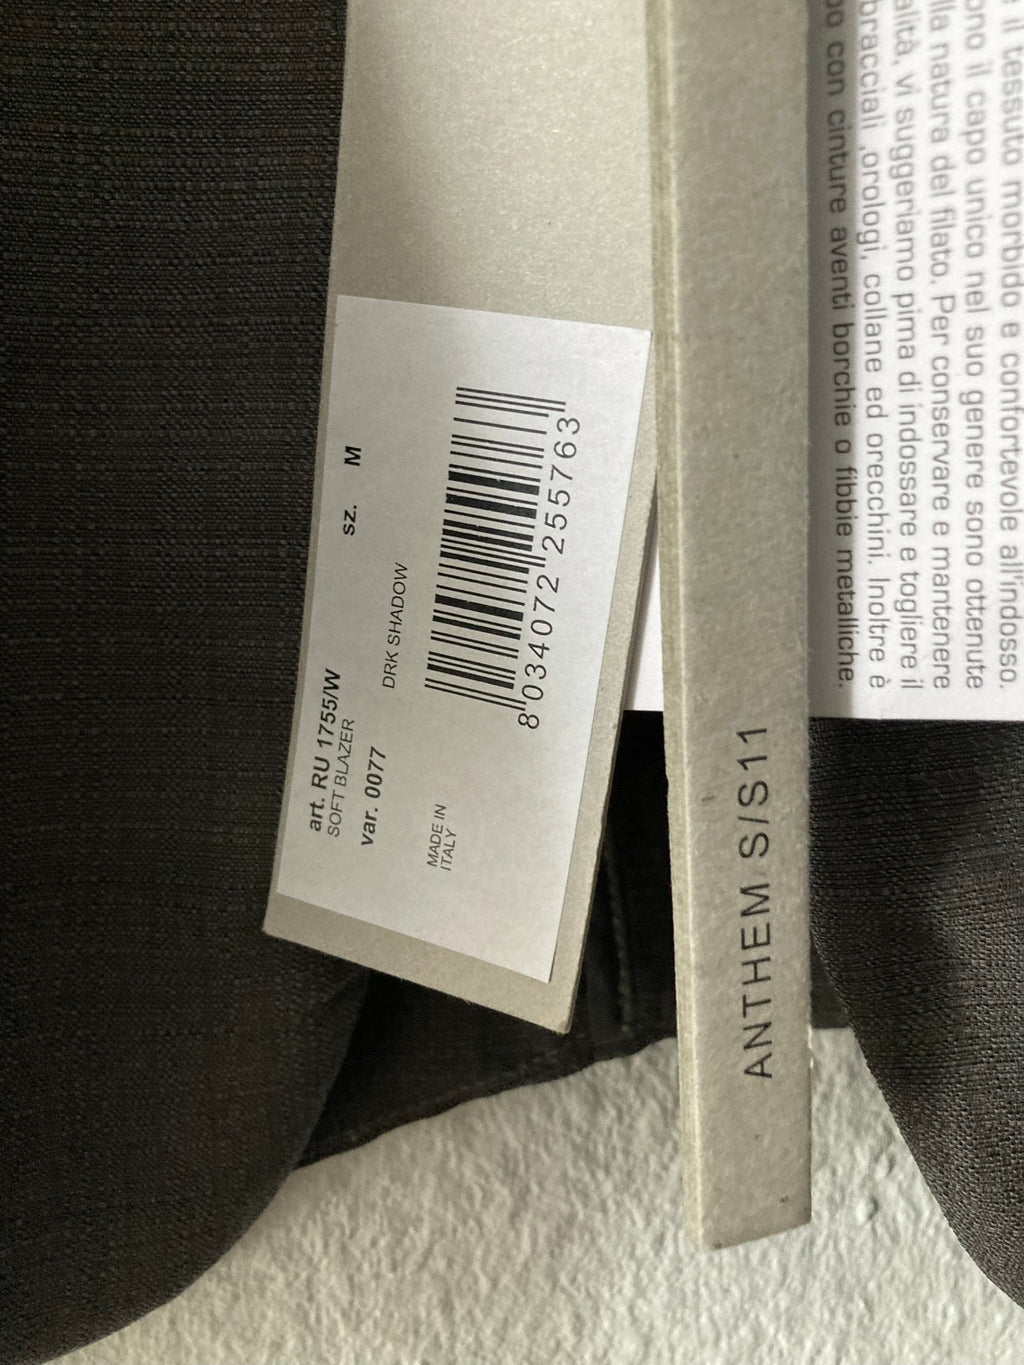 art. RU 1755/W sz. M
SOFT BLAZER
var. 0077 DRK SHADOW
MADE IN
ITALY
8 034072 255763
ANTHEM S/S11
il tessuto morbido e confortevole all'indosso.
ono il capo unico nel suo genere sono ottenute
lla natura del filato. Per conservare e mantenere
alità, vi suggeriamo pima di indossare e togliere il
bracciali ,orologi, collane ed orecchini. Inoltre è
po con cinture aventi borchie o fibbie metalliche.